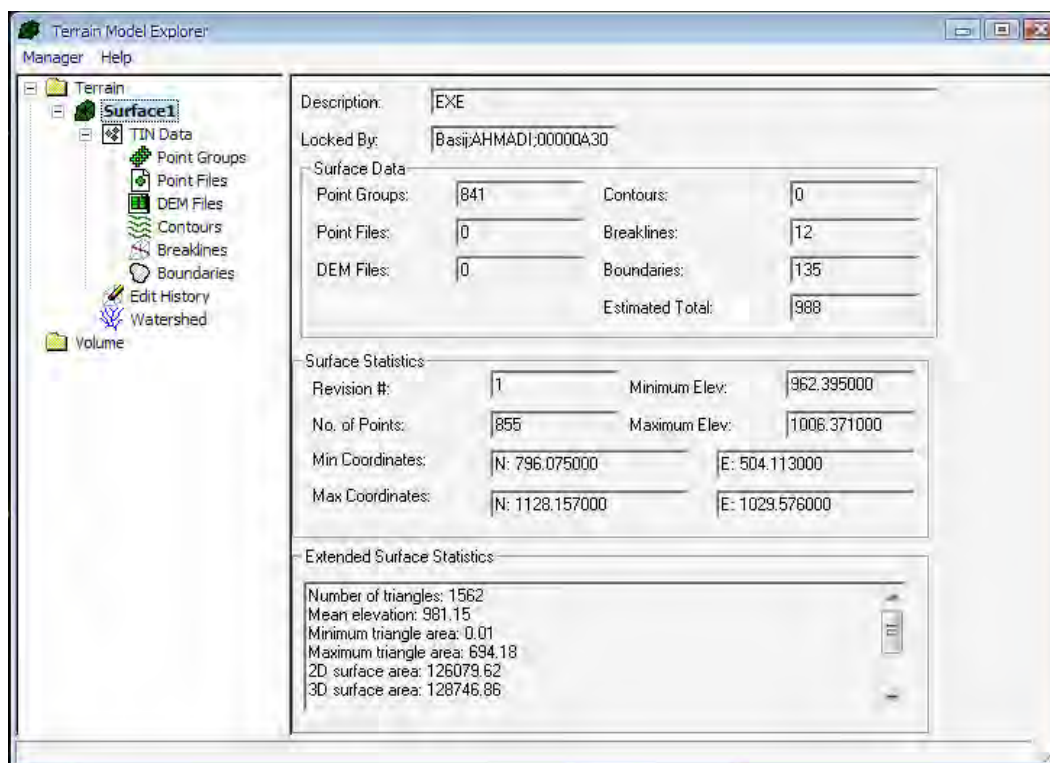 Terrain Model Explorer
Manager Help
Terrain
Surface1
TIN Data
Point Groups
Point Files
DEM Files
Contours
Breaklines
Boundaries
Edit History
Watershed
Volume
Description: EXE
Locked By: Basij;AHMADI;00000A30
Surface Data
Point Groups: 841 Contours: 0
Point Files: 0 Breaklines: 12
DEM Files: 0 Boundaries: 135
Estimated Total: 988
Surface Statistics
Revision #: 1 Minimum Elev: 962.395000
No. of Points: 855 Maximum Elev: 1006.371000
Min Coordinates: N: 796.075000 E: 504.113000
Max Coordinates: N: 1128.157000 E: 1029.576000
Extended Surface Statistics
Number of triangles: 1562
Mean elevation: 981.15
Minimum triangle area: 0.01
Maximum triangle area: 694.18
2D surface area: 126079.62
3D surface area: 128746.86